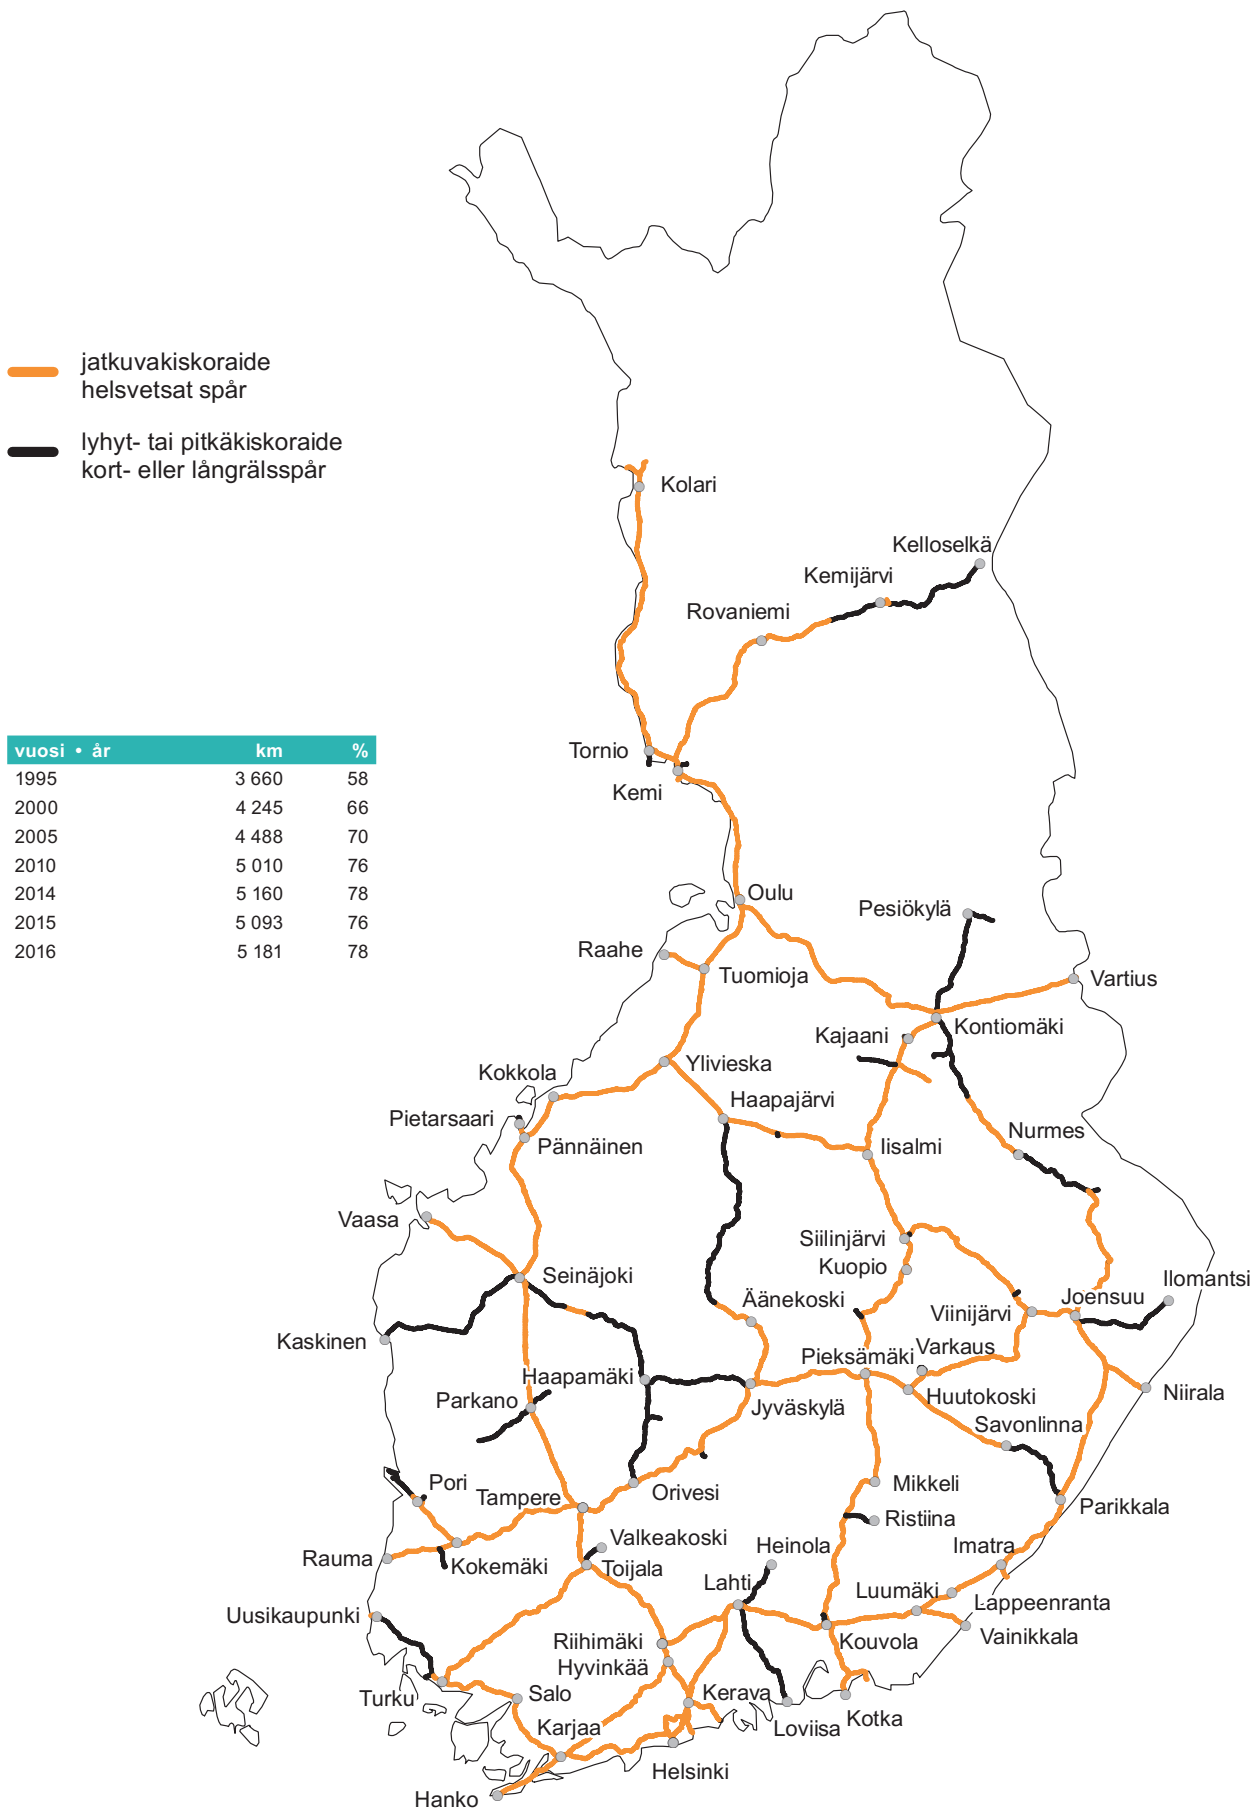 jatkuvakiskoraide
helsvetsat spår
lyhyt- tai pitkäkiskoraide
kort- eller långrälsspår
vuosi • år km %
1995 3 660 58
2000 4 245 66
2005 4 488 70
2010 5 010 76
2014 5 160 78
2015 5 093 76
2016 5 181 78
Kolari
Kelloselkä
Kemijärvi
Rovaniemi
Tornio
Kemi
Oulu
Pesiökylä
Raahe
Tuomioja
Vartius
Kontiomäki
Kajaani
Ylivieska
Kokkola
Haapajärvi
Pietarsaari
Pännäinen
Nurmes
Iisalmi
Vaasa
Siilinjärvi
Kuopio
Seinäjoki
Ilomantsi
Joensuu
Äänekoski
Viinijärvi
Kaskinen
Varkaus
Pieksämäki
Haapamäki
Niirala
Huutokoski
Parkano
Jyväskylä
Savonlinna
Pori
Mikkeli
Orivesi
Tampere
Parikkala
Ristiina
Valkeakoski
Heinola
Imatra
Rauma
Kokemäki
Toijala
Lahti
Luumäki
Lappeenranta
Uusikaupunki
Riihimäki
Kouvola
Vainikkala
Hyvinkää
Turku
Salo
Kerava
Loviisa
Kotka
Karjaa
Helsinki
Hanko